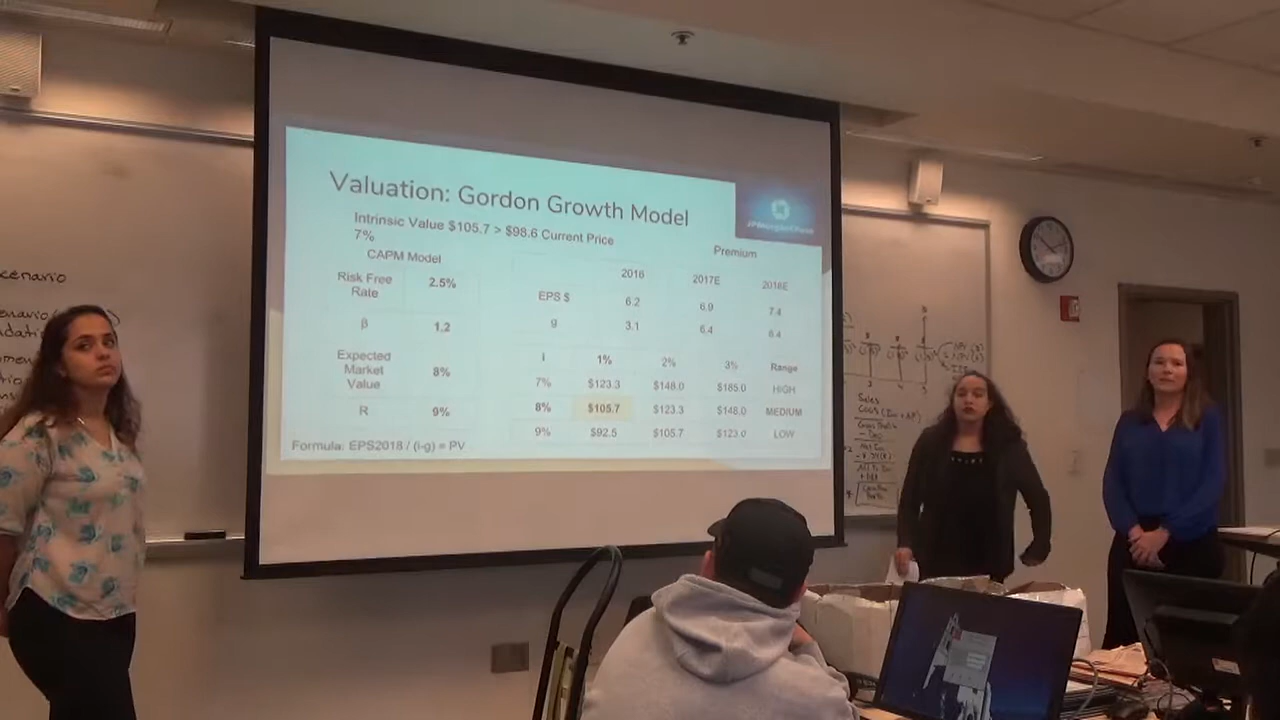 Valuation: Gordon Growth Model
JPMorgan Chase
Intrinsic Value $105.7 > $98.6 Current Price
7%
Premium
CAPM Model
Risk Free
Rate
2.5%
β
1.2
Expected
Market
Value
8%
R
9%
Formula: EPS2018 / (i-g) = PV
2016 2017E 2018E
EPS $ 6.2 6.9 7.4
g 3.1 6.4 6.4
i 1% 2% 3% Range
7% $123.3 $148.0 $185.0 HIGH
8% $105.7 $123.3 $148.0 MEDIUM
9% $92.5 $105.7 $123.0 LOW
cenario
Sales